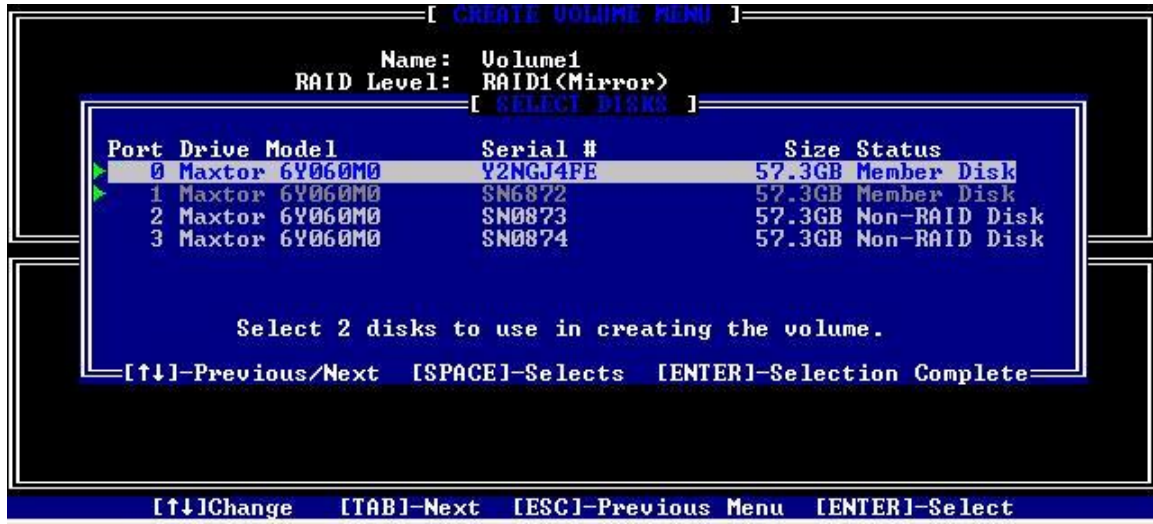 [ CREATE VOLUME MENU ]
Name: Volume1
RAID Level: RAID1(Mirror)
[ SELECT DISKS ]
Port Drive Model Serial # Size Status
0 Maxtor 6Y060M0 Y2NGJ4FE 57.3GB Member Disk
1 Maxtor 6Y060M0 SN6872 57.3GB Member Disk
2 Maxtor 6Y060M0 SN0873 57.3GB Non-RAID Disk
3 Maxtor 6Y060M0 SN0874 57.3GB Non-RAID Disk
Select 2 disks to use in creating the volume.
[↑↓]-Previous/Next [SPACE]-Selects [ENTER]-Selection Complete
[↑↓]Change [TAB]-Next [ESC]-Previous Menu [ENTER]-Select